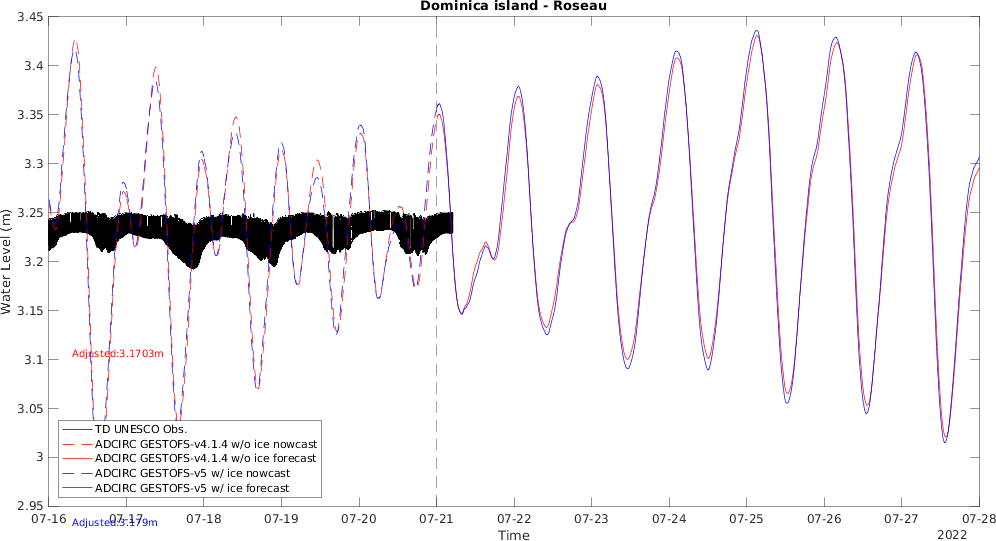 Dominica island - Roseau
3.45
3.4
3.35
3.3
3.25
3.2
3.15
3.1
3.05
3
2.95
Water Level (m)
Adjusted:3.1703m
TD UNESCO Obs.
ADCIRC GESTOFS-v4.1.4 w/o ice nowcast
ADCIRC GESTOFS-v4.1.4 w/o ice forecast
ADCIRC GESTOFS-v5 w/ ice nowcast
ADCIRC GESTOFS-v5 w/ ice forecast
07-16 07-17 07-18 07-19 07-20 07-21 07-22 07-23 07-24 07-25 07-26 07-27 07-28
Adjusted:3.179m
Time
2022